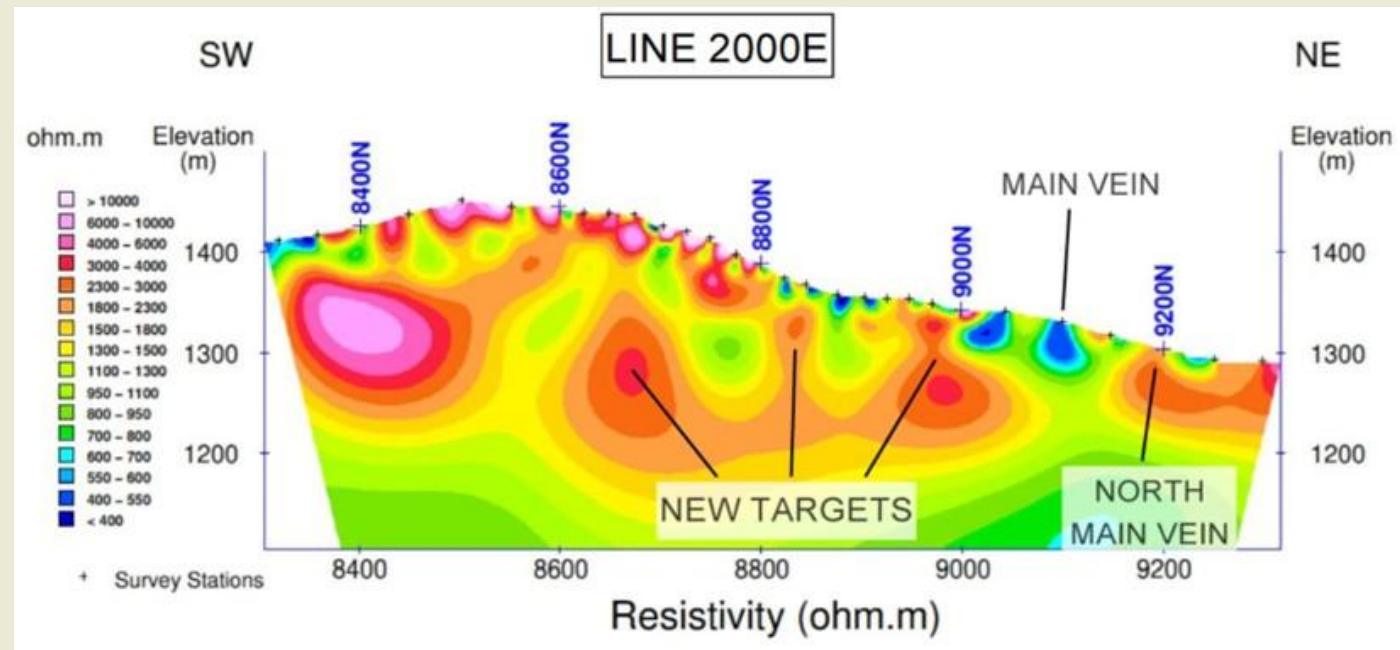 LINE 2000E
SW
NE
ohm.m
Elevation
(m)
8400N
8600N
8800N
9000N
9200N
MAIN VEIN
Elevation
(m)
> 10000
6000 – 10000
4000 – 6000
3000 – 4000
2300 – 3000
1800 – 2300
1500 – 1800
1300 – 1500
1100 – 1300
950 – 1100
800 – 950
700 – 800
600 – 700
550 – 600
400 – 550
< 400
1400
1300
1200
1400
1300
1200
NEW TARGETS
NORTH
MAIN VEIN
+ Survey Stations
8400
8600
8800
9000
9200
Resistivity (ohm.m)